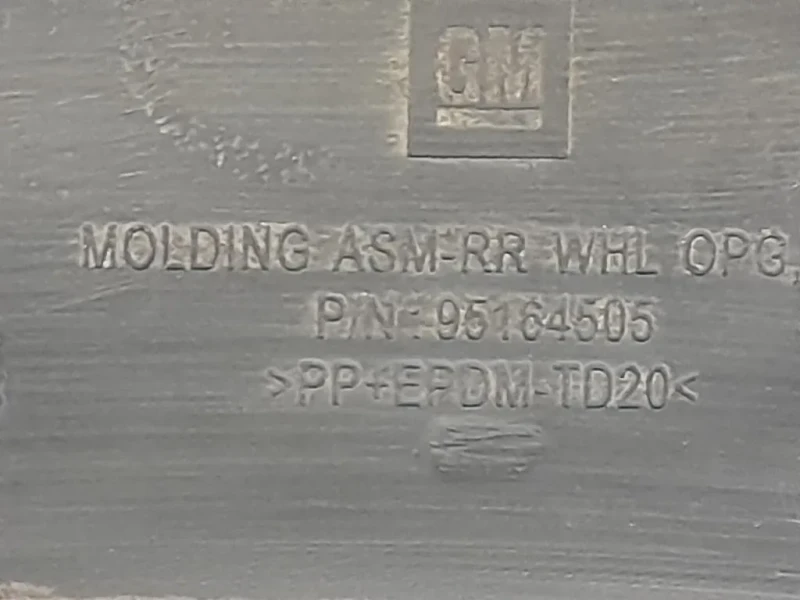 GM
MOLDING ASM-RR WHL OPG,
P/N : 95164505
>PP+EPDM-TD20<